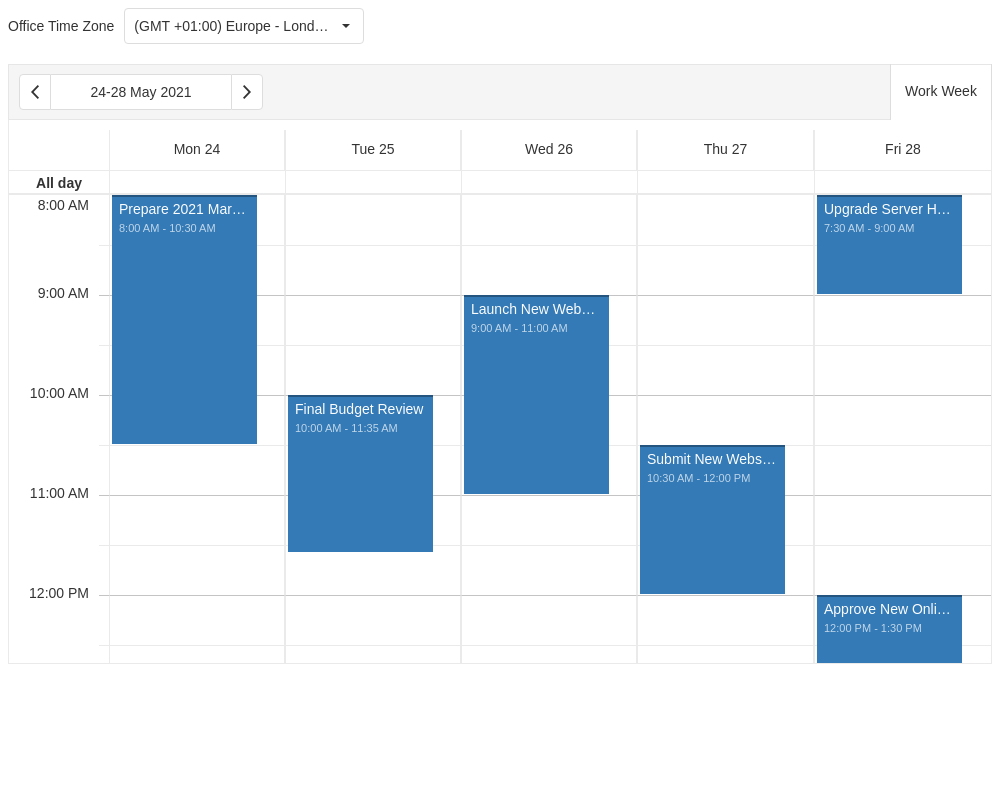 Office Time Zone
(GMT +01:00) Europe - Lond…
24-28 May 2021
Work Week
Mon 24
Tue 25
Wed 26
Thu 27
Fri 28
All day
8:00 AM
9:00 AM
10:00 AM
11:00 AM
12:00 PM
Prepare 2021 Mar…
8:00 AM - 10:30 AM
Final Budget Review
10:00 AM - 11:35 AM
Launch New Web…
9:00 AM - 11:00 AM
Submit New Webs…
10:30 AM - 12:00 PM
Upgrade Server H…
7:30 AM - 9:00 AM
Approve New Onli…
12:00 PM - 1:30 PM